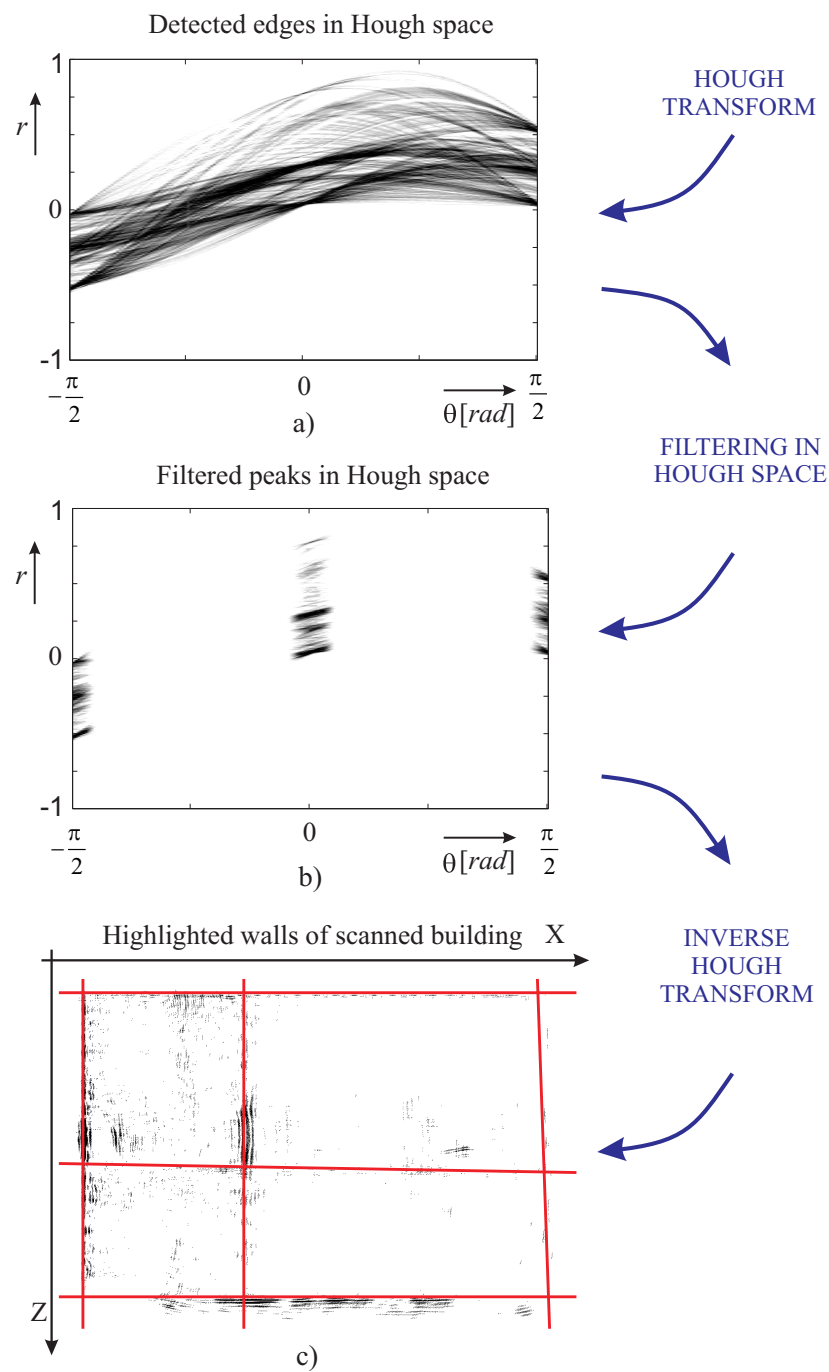 Detected edges in Hough space
1
r
0
-1
−π/2
0
θ[rad]
π/2
a)
HOUGH
TRANSFORM
FILTERING IN
HOUGH SPACE
Filtered peaks in Hough space
1
r
0
-1
−π/2
0
θ[rad]
π/2
b)
Highlighted walls of scanned building
X
Z
c)
INVERSE
HOUGH
TRANSFORM